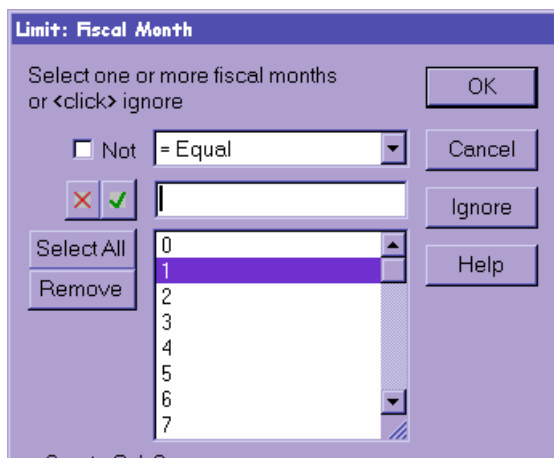 Limit: Fiscal Month
Select one or more fiscal months
or <click> ignore
OK
Not
= Equal
Cancel
Ignore
Select All
Remove
Help
0
1
2
3
4
5
6
7